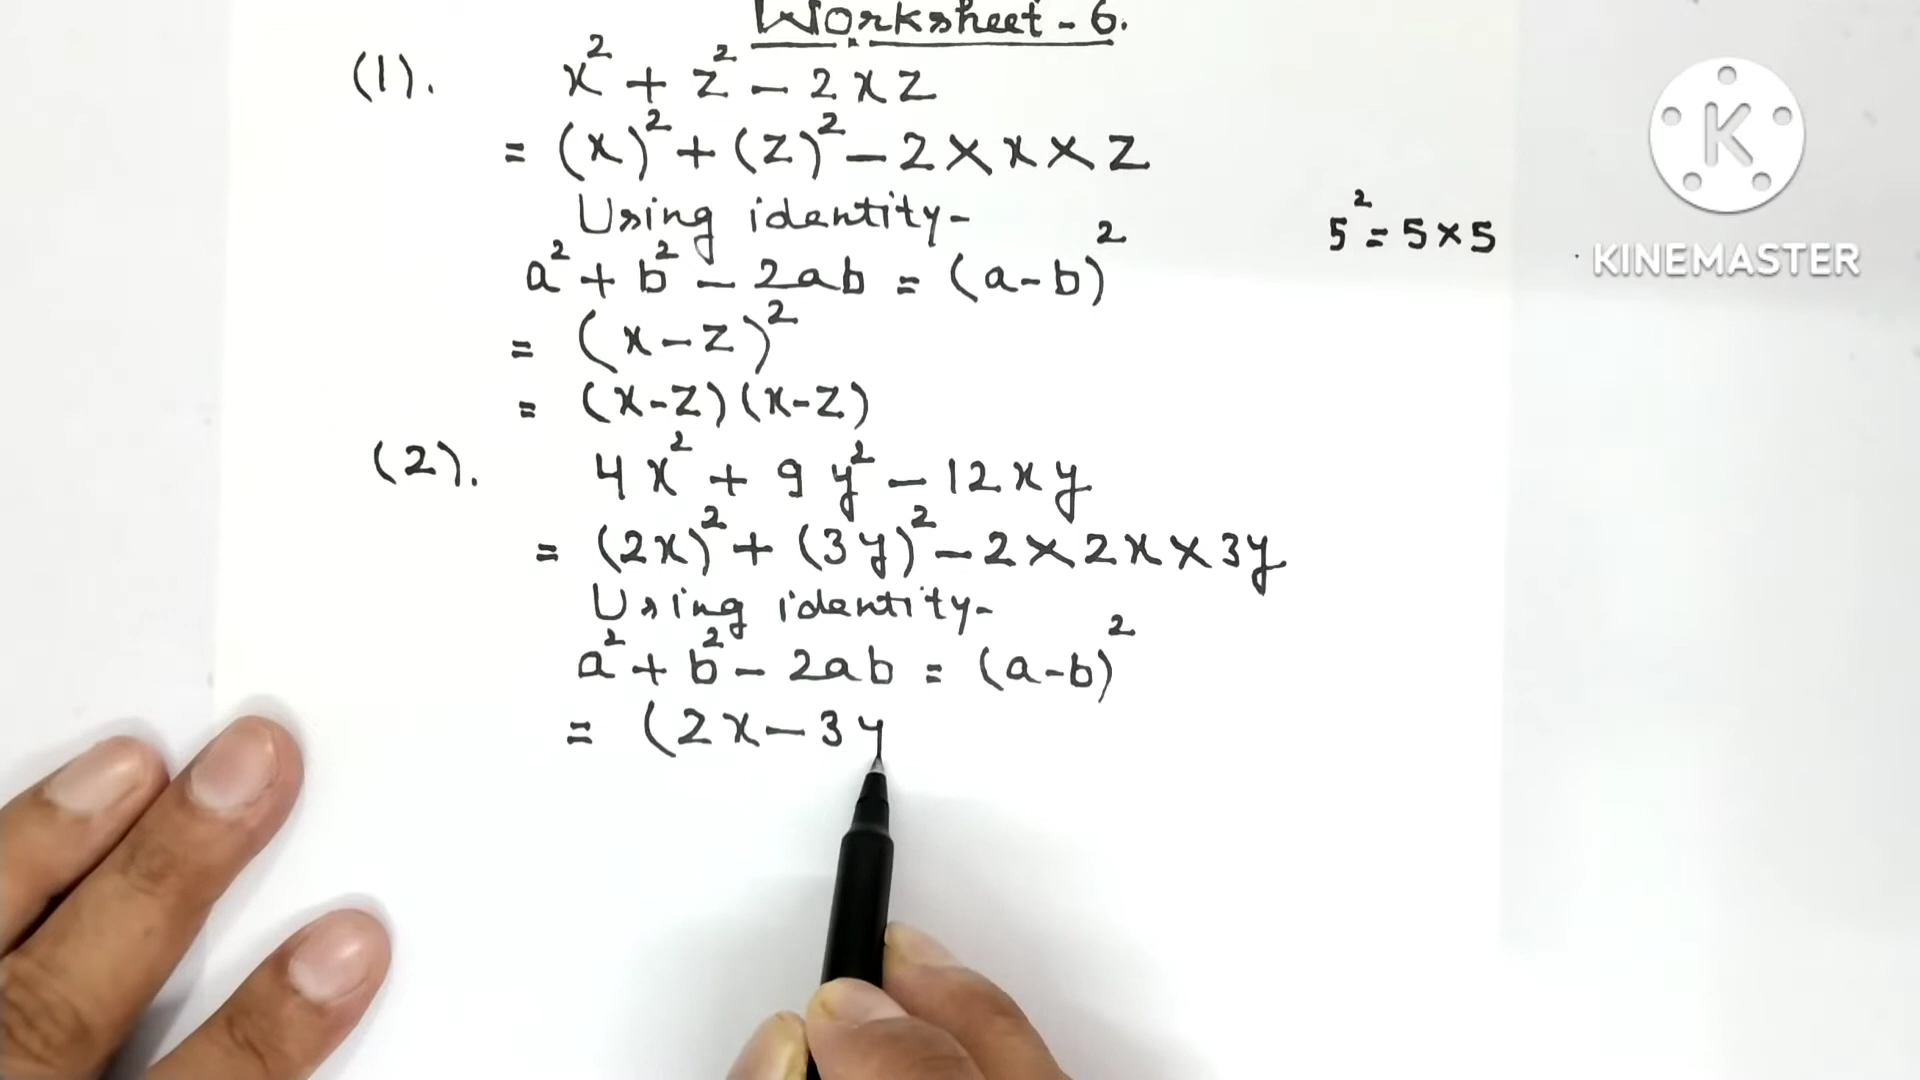 Worksheet - 6.
(1). x² + z² - 2xz
= (x)² + (z)² - 2 × x × z
Using identity-
a² + b² - 2ab = (a-b)²
= (x-z)²
= (x-z)(x-z)
5² = 5×5
KINEMASTER
(2). 4x² + 9y² - 12xy
= (2x)² + (3y)² - 2 × 2x × 3y
Using identity-
a² + b² - 2ab = (a-b)²
= (2x - 3y